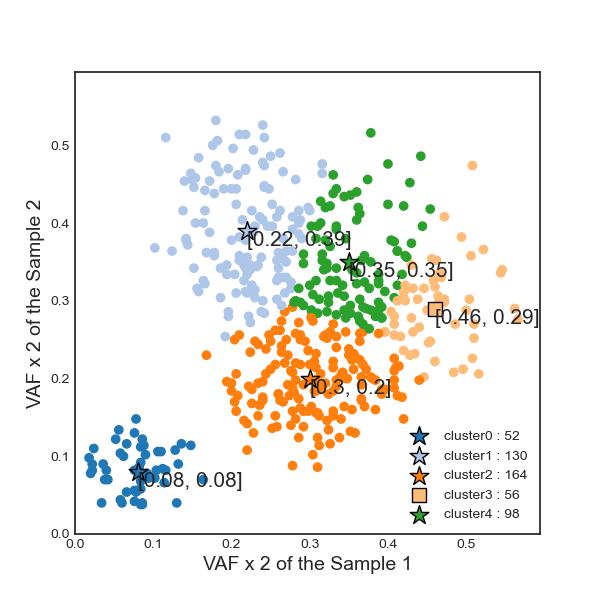 0.5
0.4
0.3
0.2
0.1
0.0
VAF x 2 of the Sample 2
[0.22, 0.39]
[0.35, 0.35]
[0.46, 0.29]
[0.3, 0.2]
[0.08, 0.08]
cluster0 : 52
cluster1 : 130
cluster2 : 164
cluster3 : 56
cluster4 : 98
0.0 0.1 0.2 0.3 0.4 0.5
VAF x 2 of the Sample 1